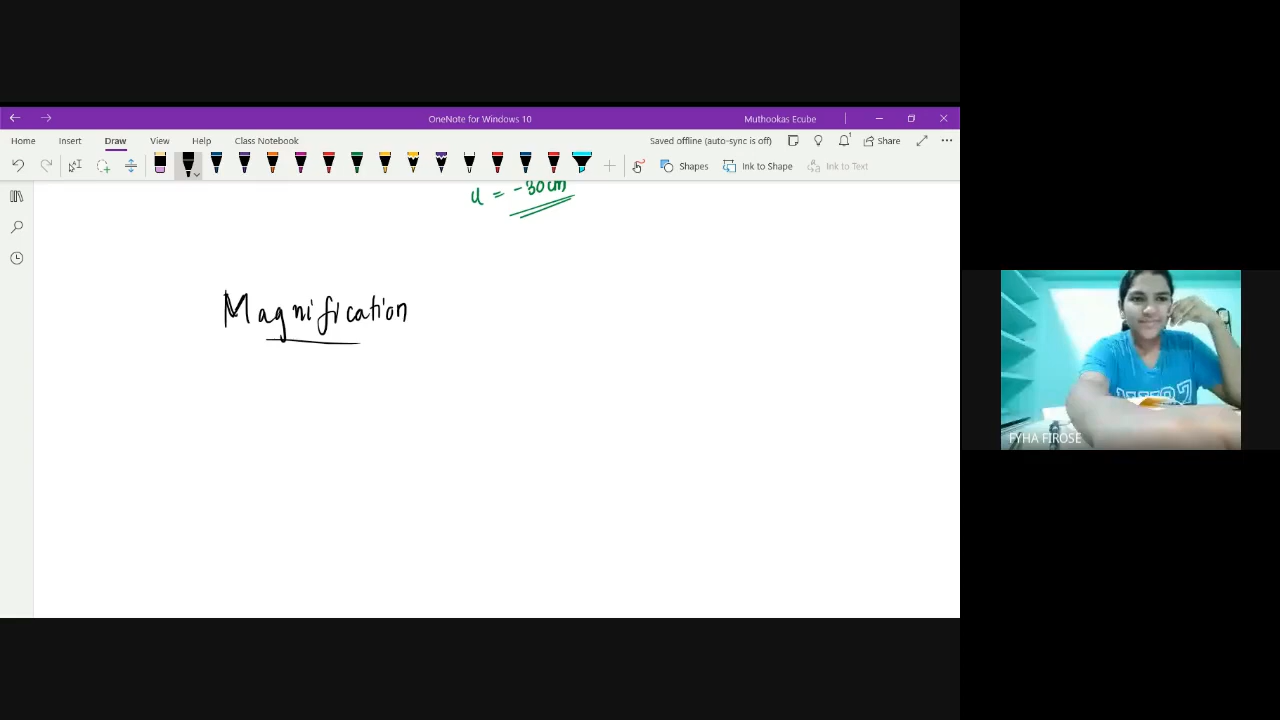 OneNote for Windows 10
Muthookas Ecube
Home Insert Draw View Help Class Notebook
Saved offline (auto-sync is off)
Share
Shapes
Ink to Shape
Ink to Text
u = -30cm
Magnification
FYHA FIROSE